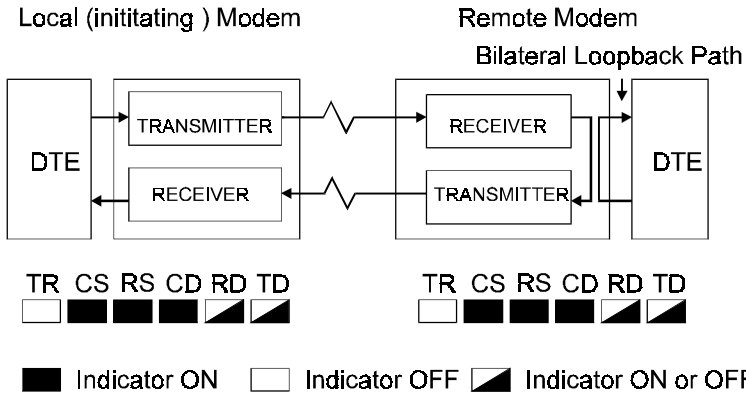 Local (inititating ) Modem
Remote Modem
Bilateral Loopback Path
DTE
TRANSMITTER
RECEIVER
RECEIVER
TRANSMITTER
DTE
TR CS RS CD RD TD
TR CS RS CD RD TD
Indicator ON
Indicator OFF
Indicator ON or OFF